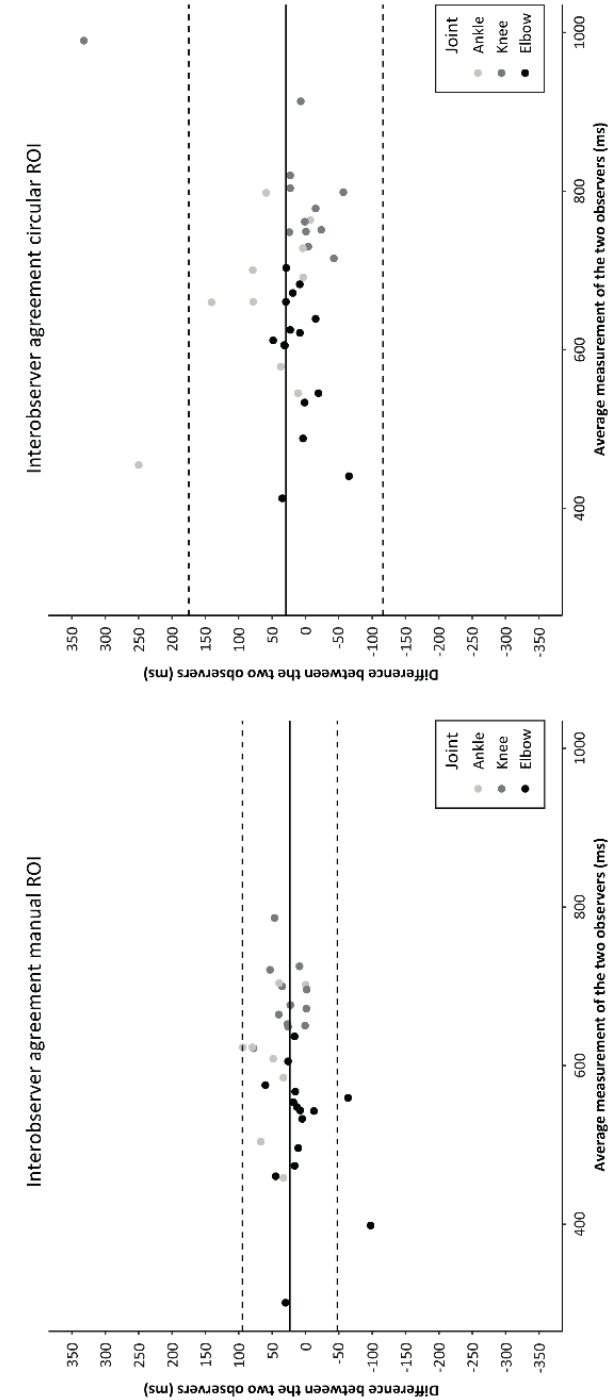 Interobserver agreement manual ROI
Difference between the two observers (ms)
350
300
250
200
150
100
50
0
-50
-100
-150
-200
-250
-300
-350
400
600
800
1000
Average measurement of the two observers (ms)
Joint
Ankle
Knee
Elbow
Interobserver agreement circular ROI
Difference between the two observers (ms)
350
300
250
200
150
100
50
0
-50
-100
-150
-200
-250
-300
-350
400
600
800
1000
Average measurement of the two observers (ms)
Joint
Ankle
Knee
Elbow